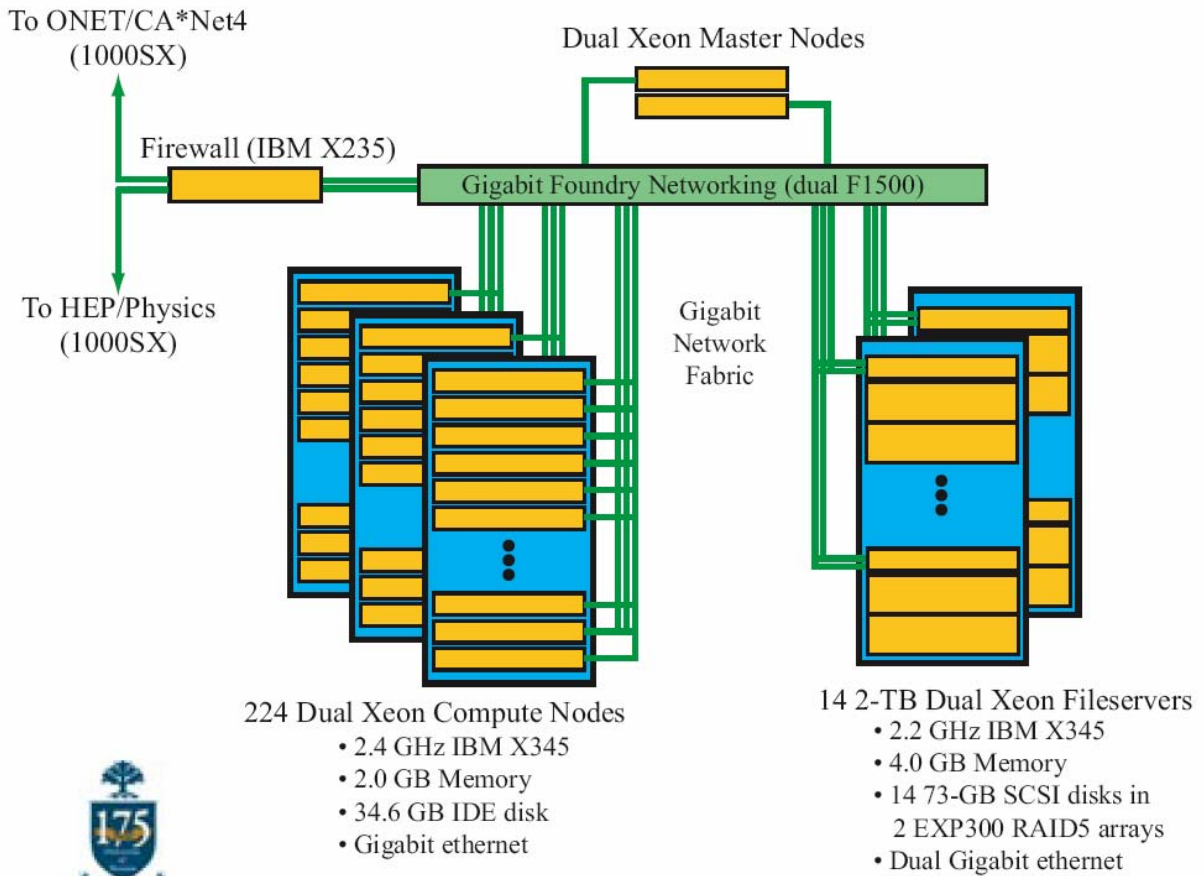 To ONET/CA*Net4
(1000SX)
Dual Xeon Master Nodes
Firewall (IBM X235)
Gigabit Foundry Networking (dual F1500)
To HEP/Physics
(1000SX)
Gigabit
Network
Fabric
224 Dual Xeon Compute Nodes
• 2.4 GHz IBM X345
• 2.0 GB Memory
• 34.6 GB IDE disk
• Gigabit ethernet
14 2-TB Dual Xeon Fileservers
• 2.2 GHz IBM X345
• 4.0 GB Memory
• 14 73-GB SCSI disks in
2 EXP300 RAID5 arrays
• Dual Gigabit ethernet
175